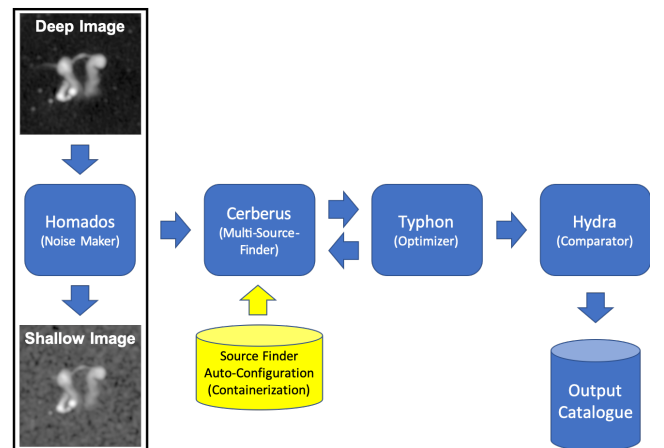 Deep Image
Homados
(Noise Maker)
Shallow Image
Cerberus
(Multi-Source-
Finder)
Source Finder
Auto-Configuration
(Containerization)
Typhon
(Optimizer)
Hydra
(Comparator)
Output
Catalogue